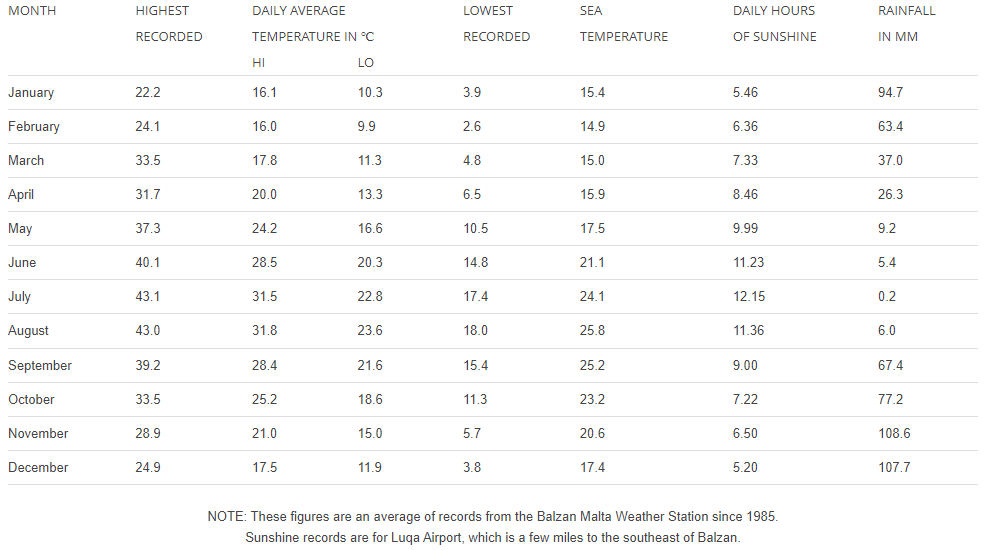 MONTH HIGHEST DAILY AVERAGE LOWEST SEA DAILY HOURS RAINFALL
RECORDED TEMPERATURE IN °C RECORDED TEMPERATURE OF SUNSHINE IN MM
HI LO
January 22.2 16.1 10.3 3.9 15.4 5.46 94.7
February 24.1 16.0 9.9 2.6 14.9 6.36 63.4
March 33.5 17.8 11.3 4.8 15.0 7.33 37.0
April 31.7 20.0 13.3 6.5 15.9 8.46 26.3
May 37.3 24.2 16.6 10.5 17.5 9.99 9.2
June 40.1 28.5 20.3 14.8 21.1 11.23 5.4
July 43.1 31.5 22.8 17.4 24.1 12.15 0.2
August 43.0 31.8 23.6 18.0 25.8 11.36 6.0
September 39.2 28.4 21.6 15.4 25.2 9.00 67.4
October 33.5 25.2 18.6 11.3 23.2 7.22 77.2
November 28.9 21.0 15.0 5.7 20.6 6.50 108.6
December 24.9 17.5 11.9 3.8 17.4 5.20 107.7
NOTE: These figures are an average of records from the Balzan Malta Weather Station since 1985.
Sunshine records are for Luqa Airport, which is a few miles to the southeast of Balzan.